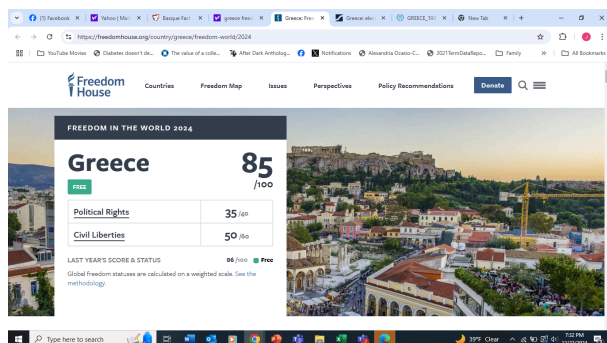 (1) Facebook
Yahoo | Mail
Basque Fact
greece freed
Greece: Free
Greece: elec
GREECE_TRI
New Tab
https://freedomhouse.org/country/greece/freedom-world/2024
YouTube Movies
Diabetes doesn't de...
The value of a colle...
After Dark Antholog...
Notifications
Alexandria Ocasio-C...
2021TermDataRepo...
Family
All Bookmarks
Freedom House
Countries
Freedom Map
Issues
Perspectives
Policy Recommendations
Donate
FREEDOM IN THE WORLD 2024
Greece
85 /100
FREE
Political Rights 35 /40
Civil Liberties 50 /60
LAST YEAR'S SCORE & STATUS 86 /100 Free
Global freedom statuses are calculated on a weighted scale. See the
methodology.
Type here to search
39°F Clear
7:32 PM